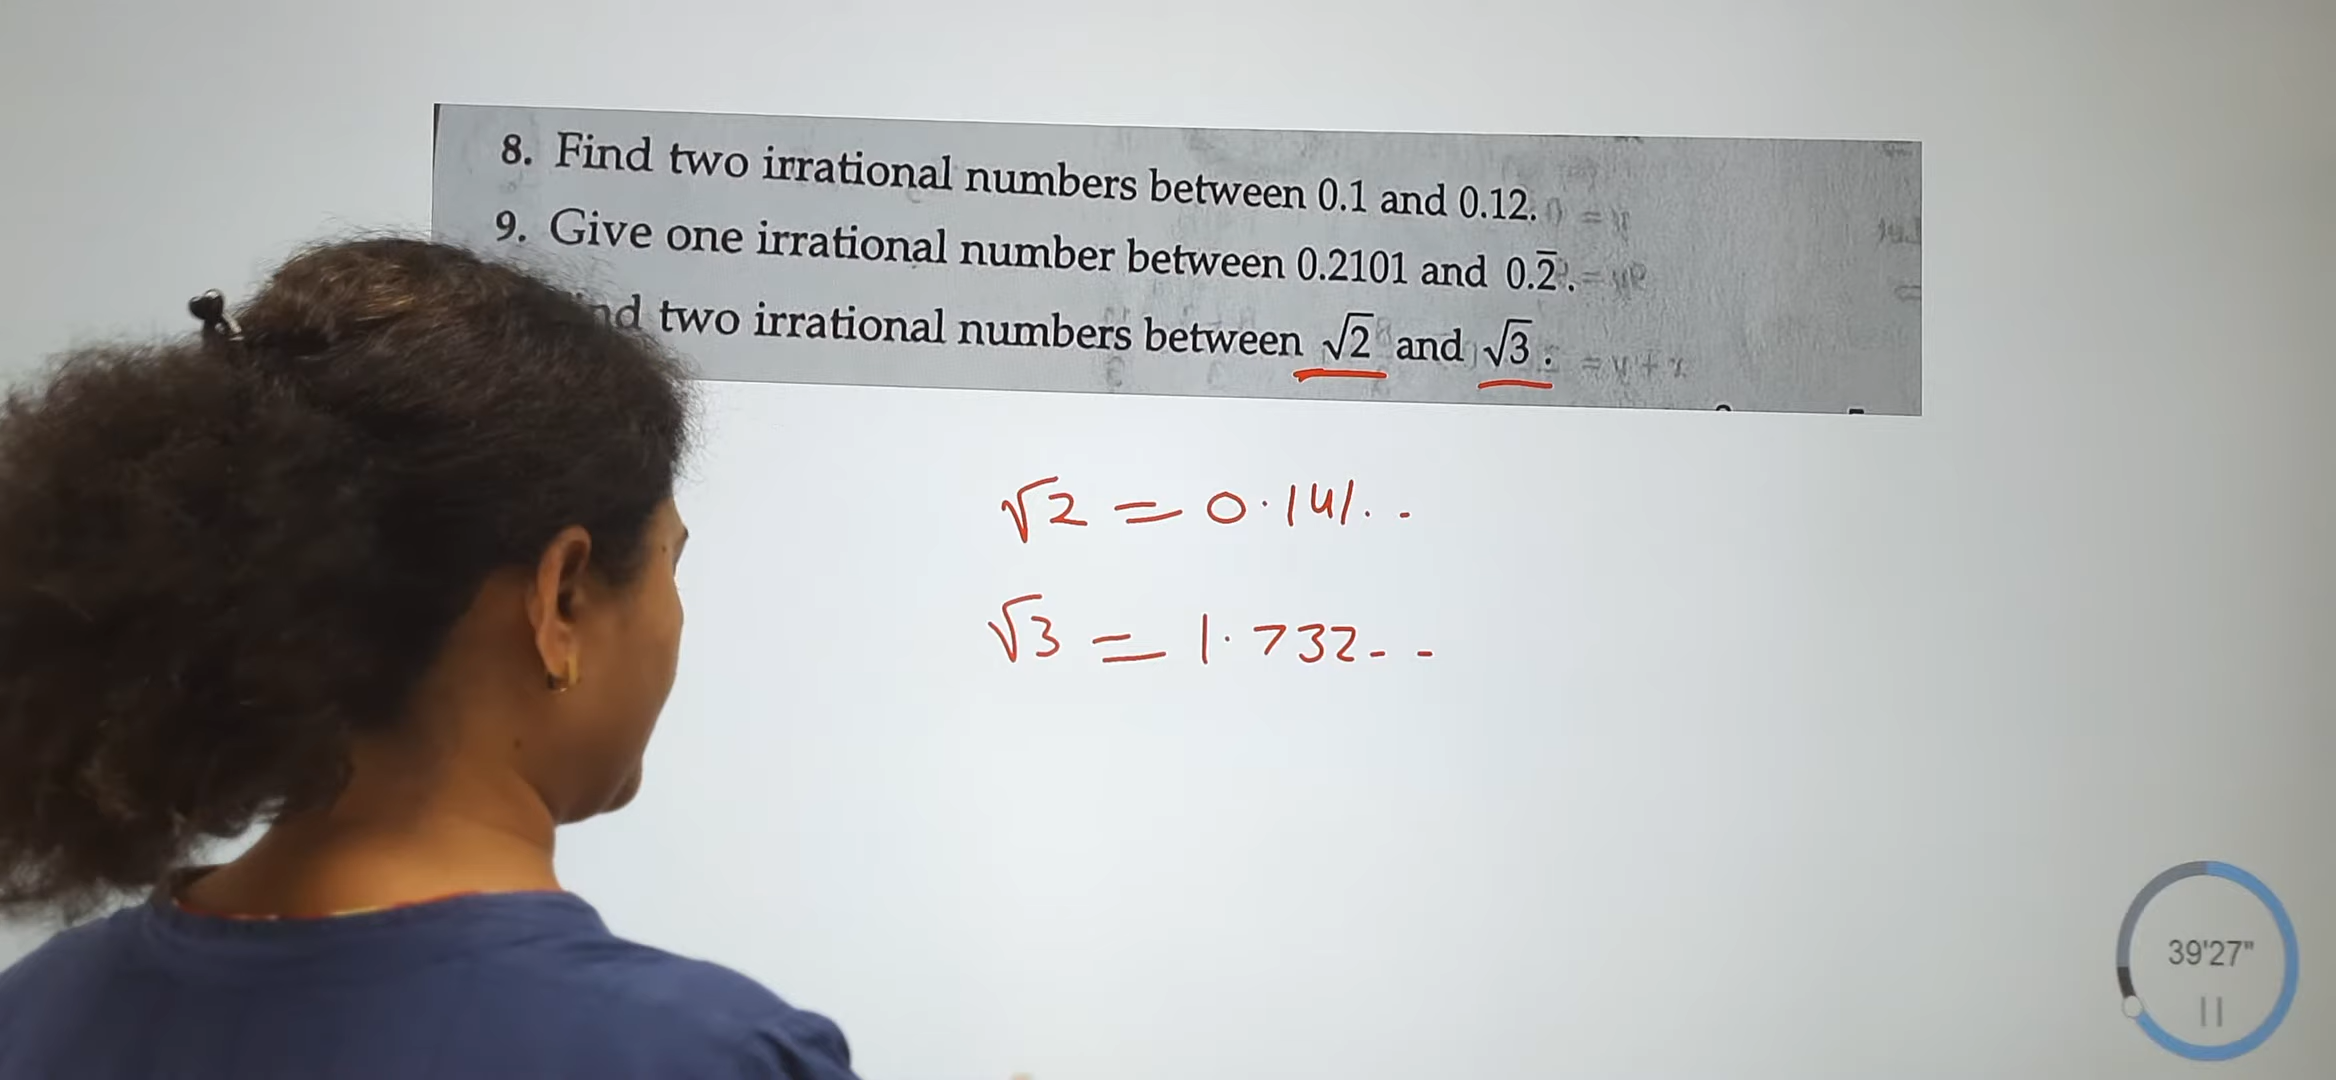 8. Find two irrational numbers between 0.1 and 0.12.
9. Give one irrational number between 0.2101 and 0.2̅.
nd two irrational numbers between √2 and √3.
√2 = 0.141..
√3 = 1.732--
39'27"